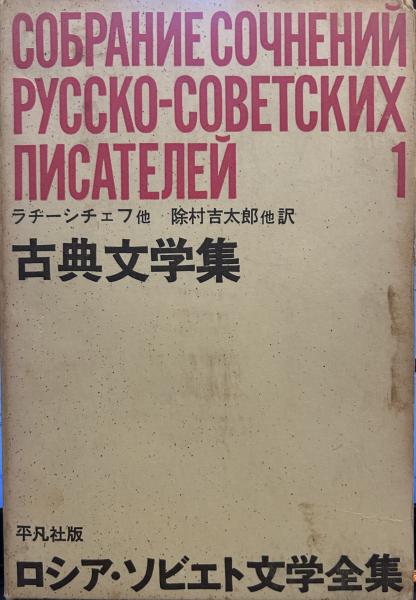 СОБРАНИЕ СОЧНЕНИЙ
РУССКО-СОВЕТСКИХ
ПИСАТЕЛЕЙ 1
ラヂーシチェフ他 除村吉太郎他訳
古典文学集
平凡社版
ロシア・ソビエト文学全集